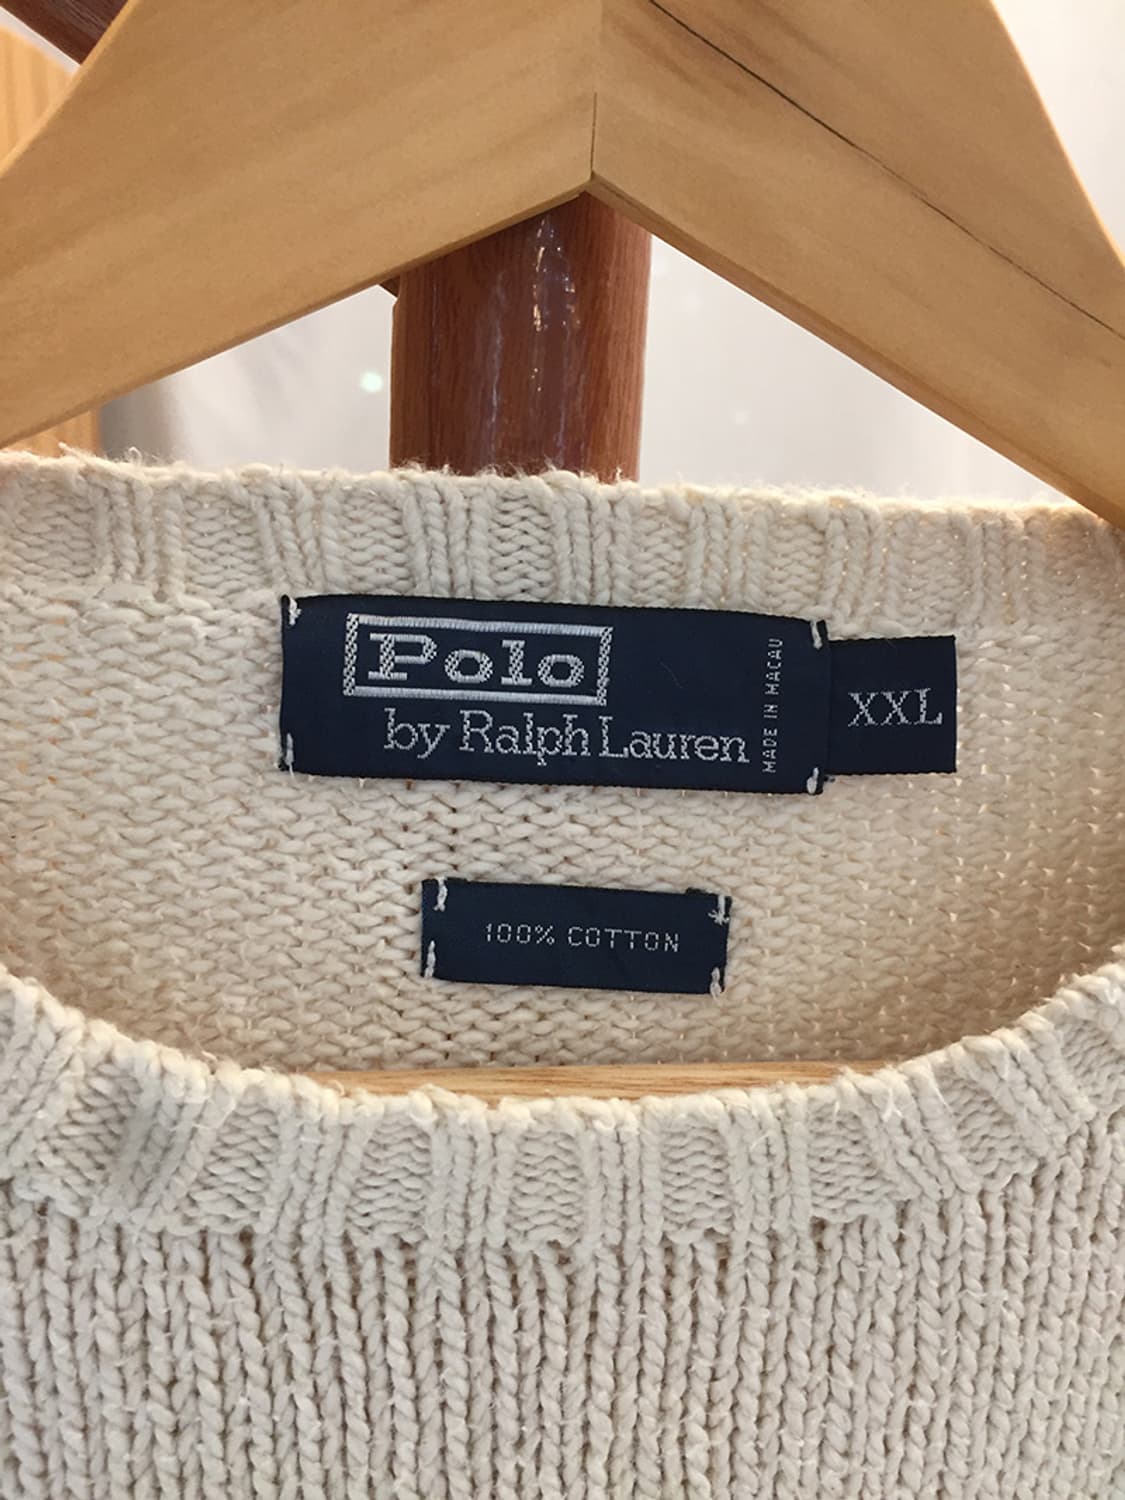 Polo
by Ralph Lauren
MADE IN MACAU
XXL
100% COTTON